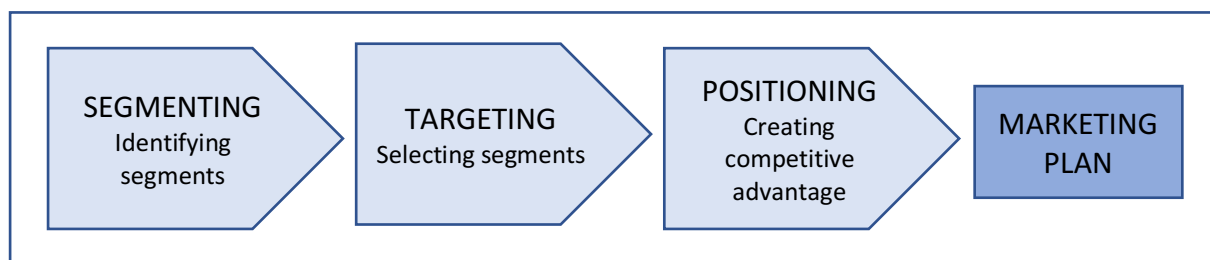 SEGMENTING
Identifying
segments
TARGETING
Selecting segments
POSITIONING
Creating
competitive
advantage
MARKETING
PLAN